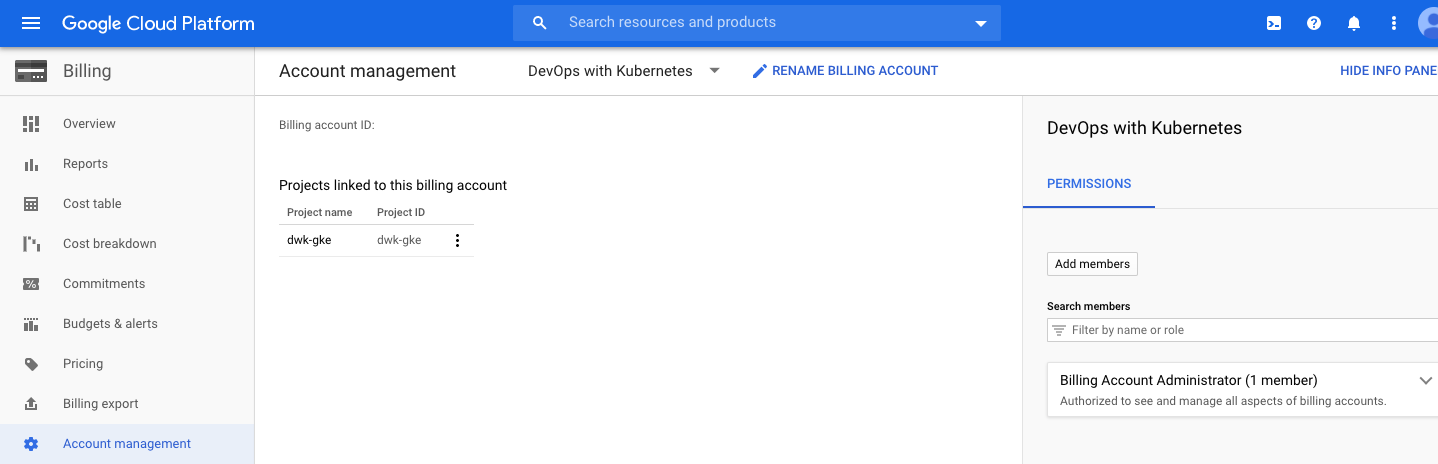 Google Cloud Platform
Search resources and products
Billing
Account management
DevOps with Kubernetes
RENAME BILLING ACCOUNT
HIDE INFO PANE
Overview
Reports
Cost table
Cost breakdown
Commitments
Budgets & alerts
Pricing
Billing export
Account management
Billing account ID:
Projects linked to this billing account
Project name Project ID
dwk-gke dwk-gke
DevOps with Kubernetes
PERMISSIONS
Add members
Search members
Filter by name or role
Billing Account Administrator (1 member)
Authorized to see and manage all aspects of billing accounts.